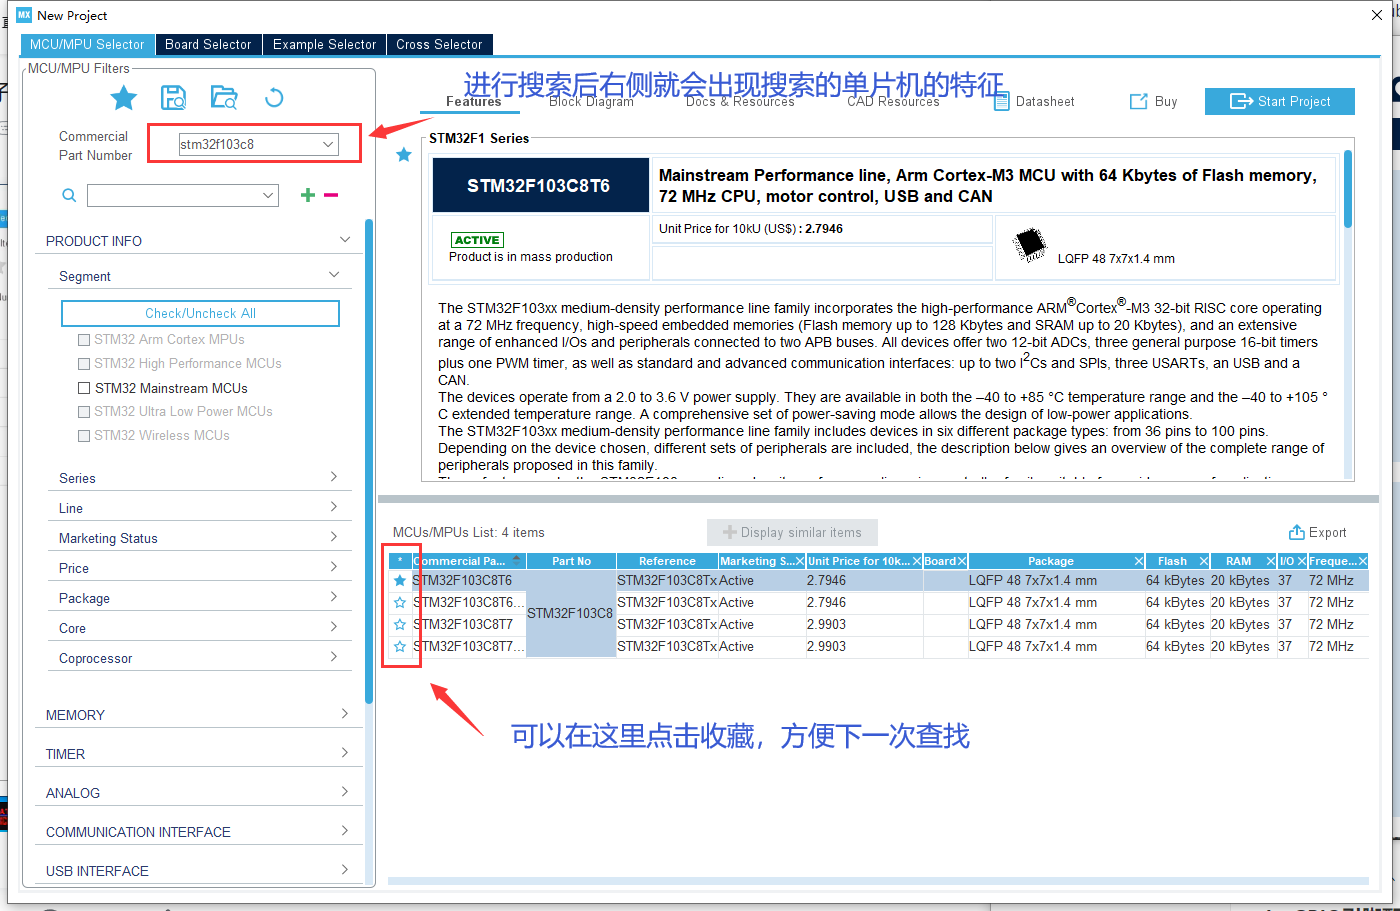 MX New Project
MCU/MPU Selector Board Selector Example Selector Cross Selector
MCU/MPU Filters
进行搜索后右侧就会出现搜索的单片机的特征
Features Block Diagram Docs & Resources CAD Resources Datasheet Buy Start Project
Commercial
Part Number
stm32f103c8
STM32F1 Series
STM32F103C8T6
Mainstream Performance line, Arm Cortex-M3 MCU with 64 Kbytes of Flash memory,
72 MHz CPU, motor control, USB and CAN
ACTIVE
Product is in mass production
Unit Price for 10kU (US$) : 2.7946
LQFP 48 7x7x1.4 mm
The STM32F103xx medium-density performance line family incorporates the high-performance ARM®Cortex®-M3 32-bit RISC core operating
at a 72 MHz frequency, high-speed embedded memories (Flash memory up to 128 Kbytes and SRAM up to 20 Kbytes), and an extensive
range of enhanced I/Os and peripherals connected to two APB buses. All devices offer two 12-bit ADCs, three general purpose 16-bit timers
plus one PWM timer, as well as standard and advanced communication interfaces: up to two I2Cs and SPIs, three USARTs, an USB and a
CAN.
The devices operate from a 2.0 to 3.6 V power supply. They are available in both the –40 to +85 °C temperature range and the –40 to +105 °
C extended temperature range. A comprehensive set of power-saving mode allows the design of low-power applications.
The STM32F103xx medium-density performance line family includes devices in six different package types: from 36 pins to 100 pins.
Depending on the device chosen, different sets of peripherals are included, the description below gives an overview of the complete range of
peripherals proposed in this family.
PRODUCT INFO
Segment
Check/Uncheck All
STM32 Arm Cortex MPUs
STM32 High Performance MCUs
STM32 Mainstream MCUs
STM32 Ultra Low Power MCUs
STM32 Wireless MCUs
Series
Line
Marketing Status
Price
Package
Core
Coprocessor
MEMORY
TIMER
ANALOG
COMMUNICATION INTERFACE
USB INTERFACE
MCUs/MPUs List: 4 items
Display similar items
Export
* Commercial Pa... Part No Reference Marketing S... Unit Price for 10k... Board Package Flash RAM I/O Freque...
STM32F103C8T6 STM32F103C8Tx Active 2.7946 LQFP 48 7x7x1.4 mm 64 kBytes 20 kBytes 37 72 MHz
STM32F103C8T6... STM32F103C8Tx Active 2.7946 LQFP 48 7x7x1.4 mm 64 kBytes 20 kBytes 37 72 MHz
STM32F103C8
STM32F103C8T7 STM32F103C8Tx Active 2.9903 LQFP 48 7x7x1.4 mm 64 kBytes 20 kBytes 37 72 MHz
STM32F103C8T7... STM32F103C8Tx Active 2.9903 LQFP 48 7x7x1.4 mm 64 kBytes 20 kBytes 37 72 MHz
可以在这里点击收藏，方便下一次查找